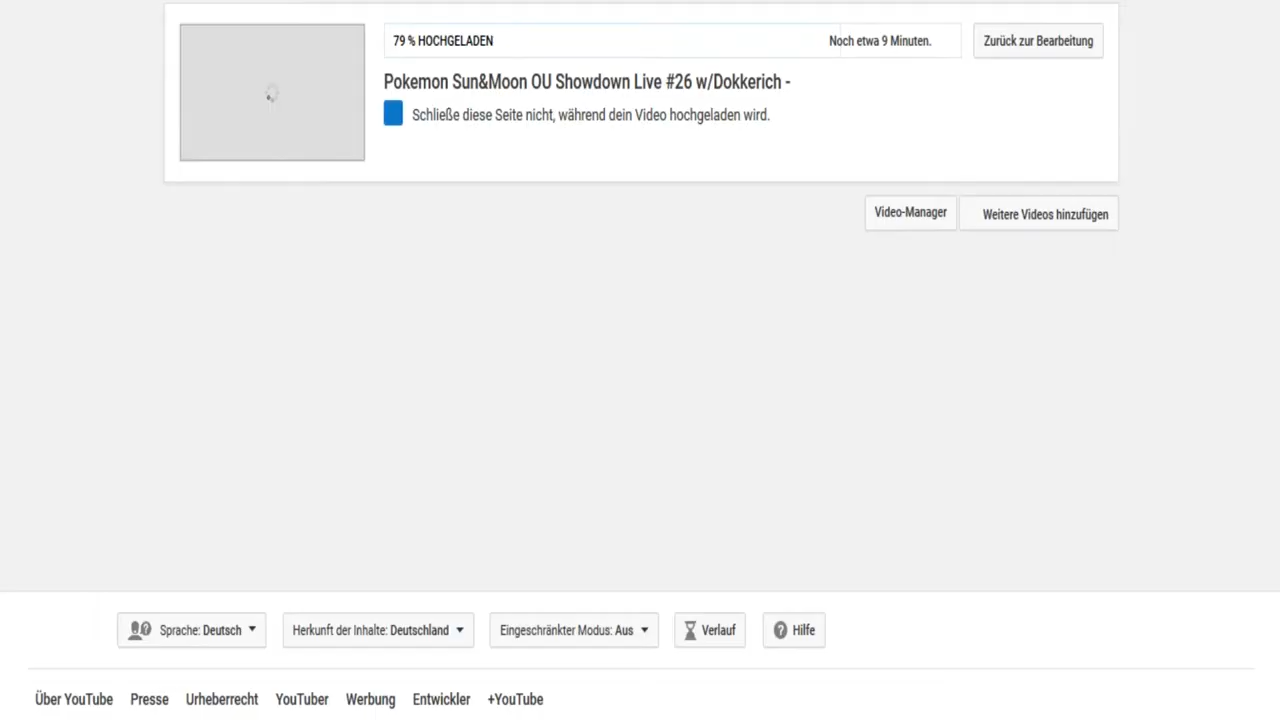 79 % HOCHGELADEN Noch etwa 9 Minuten. Zurück zur Bearbeitung
Pokemon Sun&Moon OU Showdown Live #26 w/Dokkerich -
Schließe diese Seite nicht, während dein Video hochgeladen wird.
Video-Manager Weitere Videos hinzufügen
Sprache: Deutsch Herkunft der Inhalte: Deutschland Eingeschränkter Modus: Aus Verlauf Hilfe
Über YouTube Presse Urheberrecht YouTuber Werbung Entwickler +YouTube